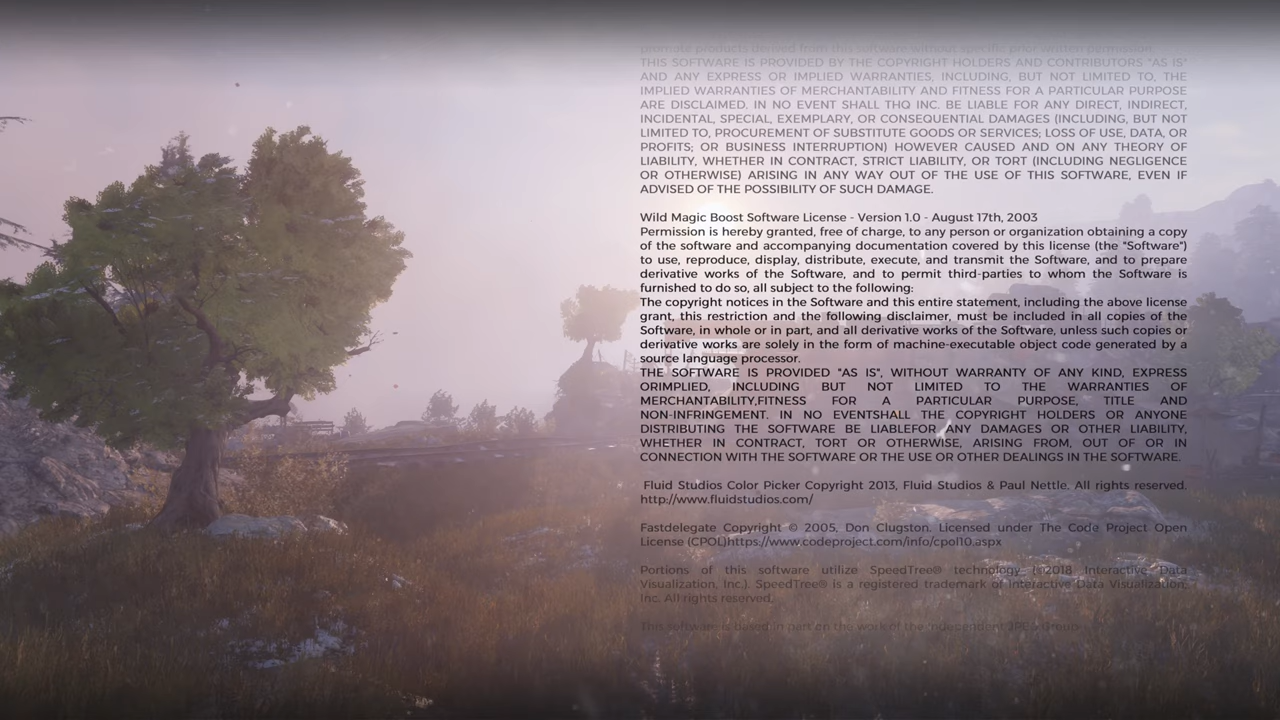 promote products derived from this software without specific prior written permission.
THIS SOFTWARE IS PROVIDED BY THE COPYRIGHT HOLDERS AND CONTRIBUTORS "AS IS"
AND ANY EXPRESS OR IMPLIED WARRANTIES, INCLUDING, BUT NOT LIMITED TO, THE
IMPLIED WARRANTIES OF MERCHANTABILITY AND FITNESS FOR A PARTICULAR PURPOSE
ARE DISCLAIMED. IN NO EVENT SHALL THQ INC. BE LIABLE FOR ANY DIRECT, INDIRECT,
INCIDENTAL, SPECIAL, EXEMPLARY, OR CONSEQUENTIAL DAMAGES (INCLUDING, BUT NOT
LIMITED TO, PROCUREMENT OF SUBSTITUTE GOODS OR SERVICES; LOSS OF USE, DATA, OR
PROFITS; OR BUSINESS INTERRUPTION) HOWEVER CAUSED AND ON ANY THEORY OF
LIABILITY, WHETHER IN CONTRACT, STRICT LIABILITY, OR TORT (INCLUDING NEGLIGENCE
OR OTHERWISE) ARISING IN ANY WAY OUT OF THE USE OF THIS SOFTWARE, EVEN IF
ADVISED OF THE POSSIBILITY OF SUCH DAMAGE.
Wild Magic Boost Software License - Version 1.0 - August 17th, 2003
Permission is hereby granted, free of charge, to any person or organization obtaining a copy
of the software and accompanying documentation covered by this license (the "Software")
to use, reproduce, display, distribute, execute, and transmit the Software, and to prepare
derivative works of the Software, and to permit third-parties to whom the Software is
furnished to do so, all subject to the following:
The copyright notices in the Software and this entire statement, including the above license
grant, this restriction and the following disclaimer, must be included in all copies of the
Software, in whole or in part, and all derivative works of the Software, unless such copies or
derivative works are solely in the form of machine-executable object code generated by a
source language processor.
THE SOFTWARE IS PROVIDED "AS IS", WITHOUT WARRANTY OF ANY KIND, EXPRESS
ORIMPLIED, INCLUDING BUT NOT LIMITED TO THE WARRANTIES OF
MERCHANTABILITY,FITNESS FOR A PARTICULAR PURPOSE, TITLE AND
NON-INFRINGEMENT. IN NO EVENTSHALL THE COPYRIGHT HOLDERS OR ANYONE
DISTRIBUTING THE SOFTWARE BE LIABLEFOR ANY DAMAGES OR OTHER LIABILITY,
WHETHER IN CONTRACT, TORT OR OTHERWISE, ARISING FROM, OUT OF OR IN
CONNECTION WITH THE SOFTWARE OR THE USE OR OTHER DEALINGS IN THE SOFTWARE.
Fluid Studios Color Picker Copyright 2013, Fluid Studios & Paul Nettle. All rights reserved.
http://www.fluidstudios.com/
Fastdelegate Copyright © 2005, Don Clugston. Licensed under The Code Project Open
License (CPOL)https://www.codeproject.com/info/cpol10.aspx
Portions of this software utilize SpeedTree® technology (©2018 Interactive Data
Visualization, Inc.). SpeedTree® is a registered trademark of Interactive Data Visualization,
Inc. All rights reserved.
This software is based in part on the work of the Independent JPEG Group.